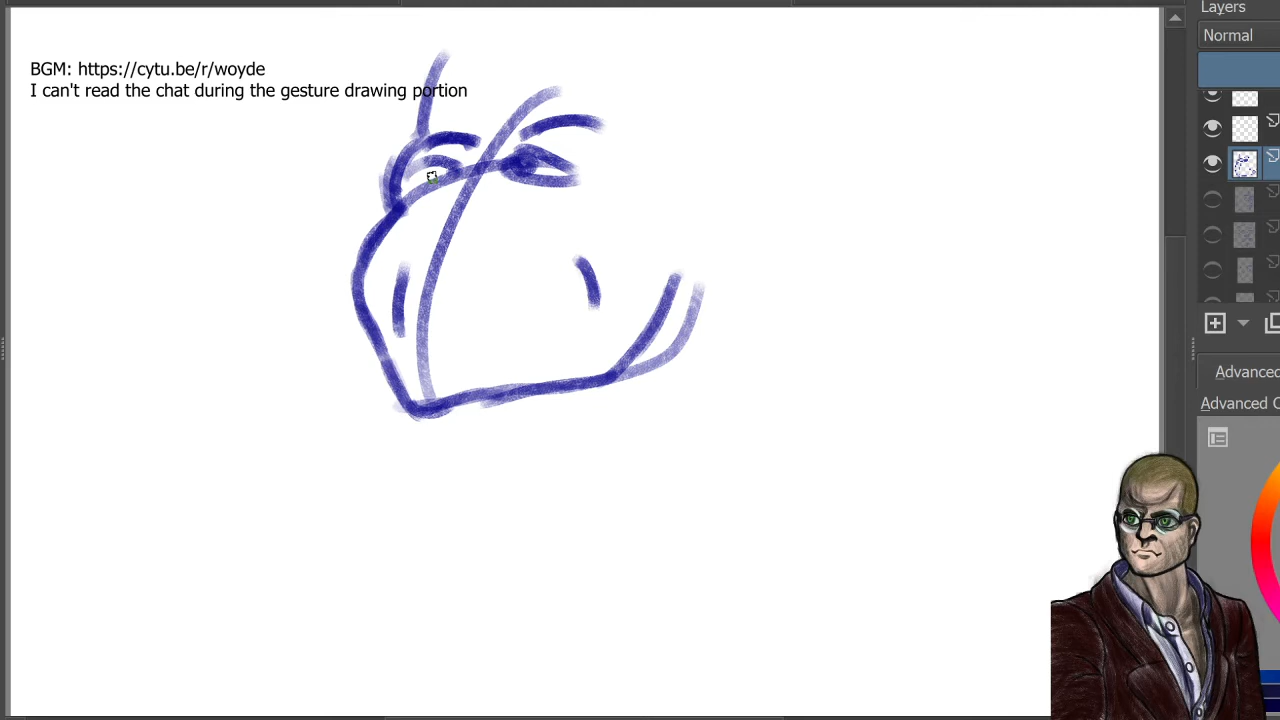 BGM: https://cytu.be/r/woyde
I can't read the chat during the gesture drawing portion
Layers
Normal
Advanced
Advanced C